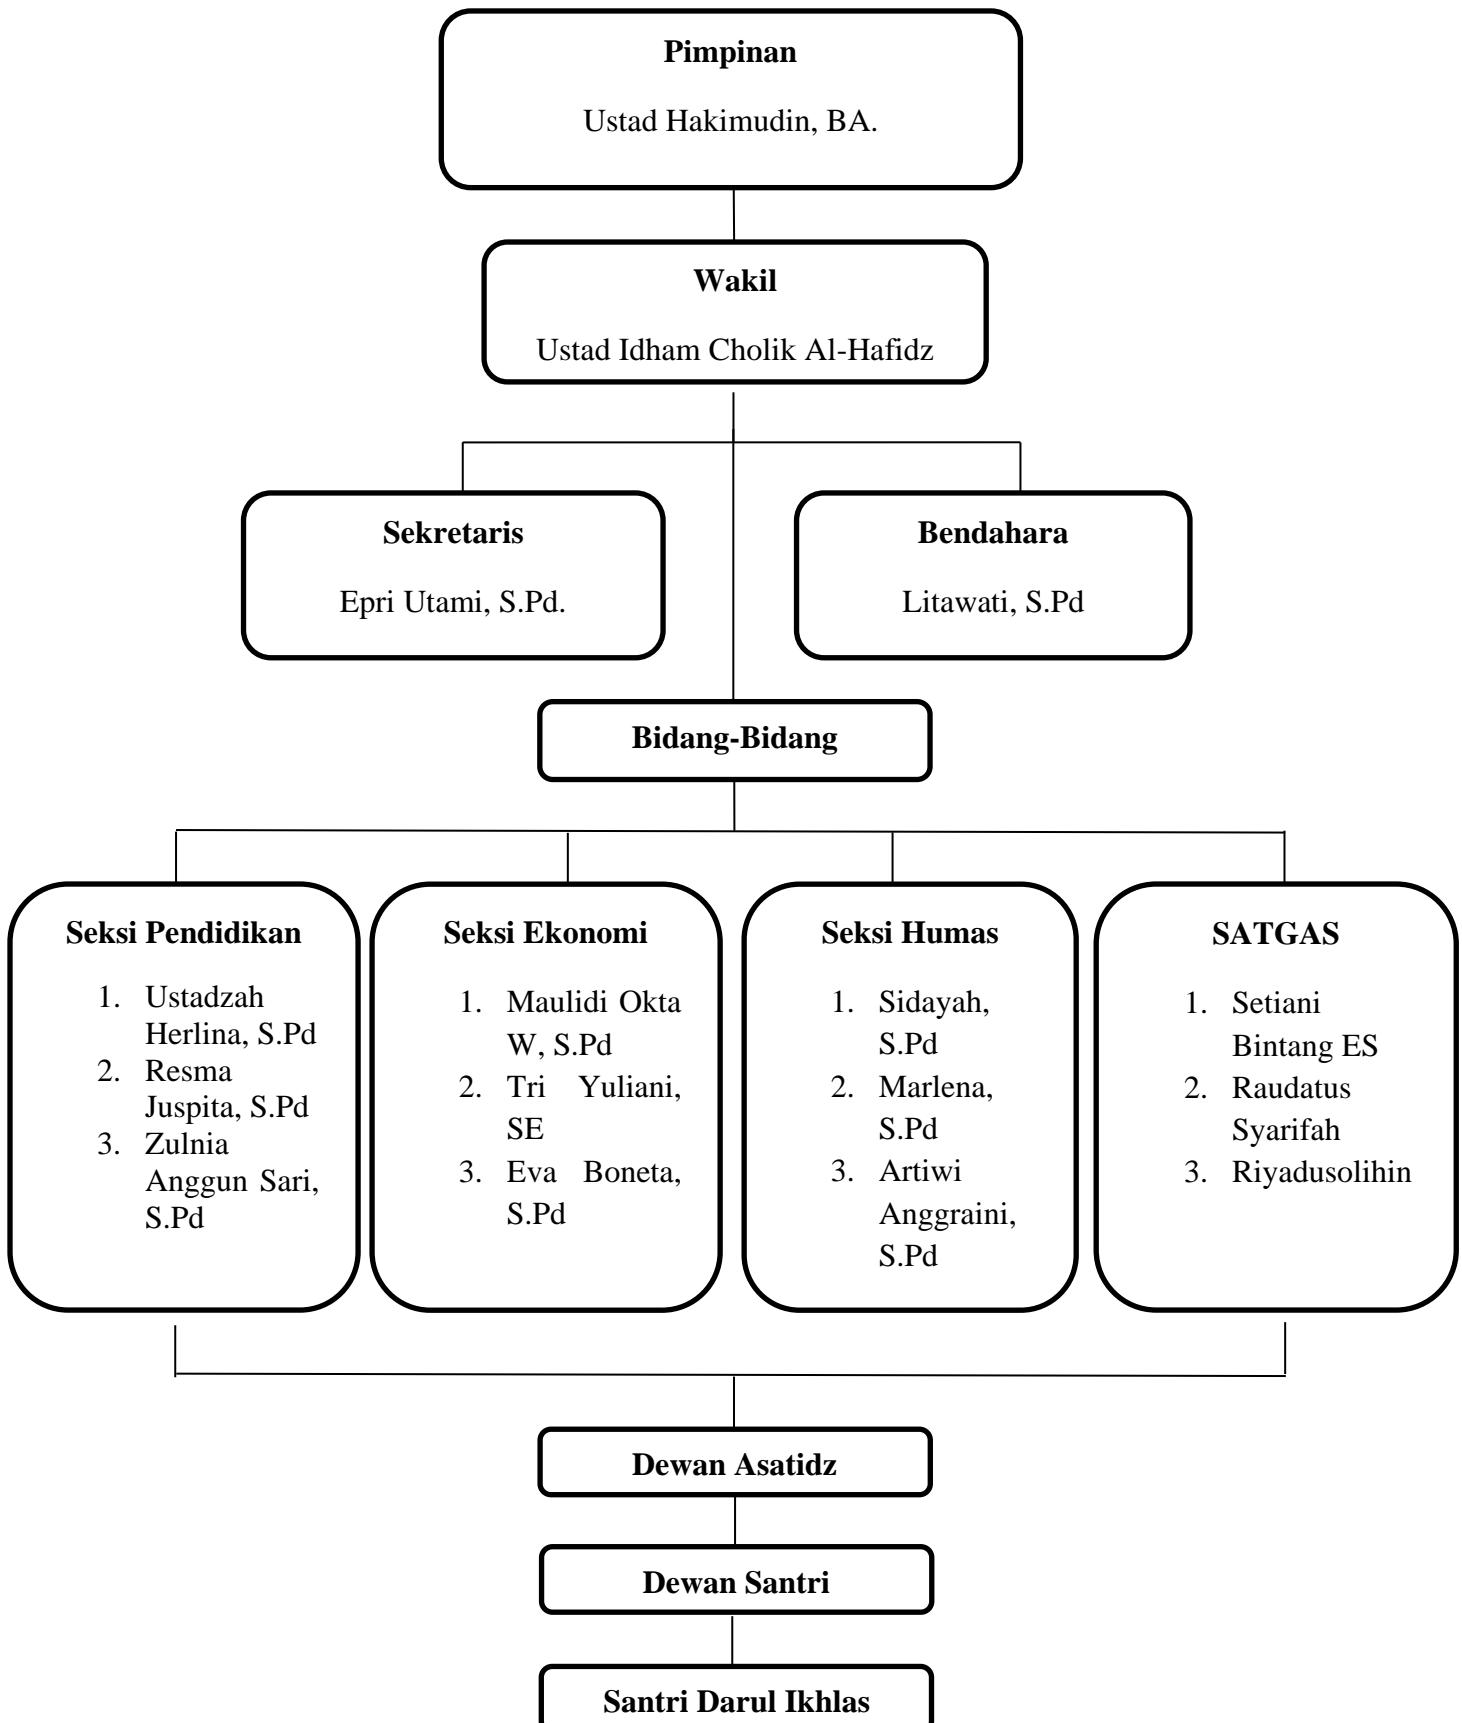 Pimpinan
Ustad Hakimudin, BA.
Wakil
Ustad Idham Cholik Al-Hafidz
Sekretaris
Epri Utami, S.Pd.
Bendahara
Litawati, S.Pd
Bidang-Bidang
Seksi Pendidikan
1. Ustadzah
Herlina, S.Pd
2. Resma
Juspita, S.Pd
3. Zulnia
Anggun Sari,
S.Pd
Seksi Ekonomi
1. Maulidi Okta
W, S.Pd
2. Tri Yuliani,
SE
3. Eva Boneta,
S.Pd
Seksi Humas
1. Sidayah,
S.Pd
2. Marlena,
S.Pd
3. Artiwi
Anggraini,
S.Pd
SATGAS
1. Setiani
Bintang ES
2. Raudatus
Syarifah
3. Riyadusolihin
Dewan Asatidz
Dewan Santri
Santri Darul Ikhlas